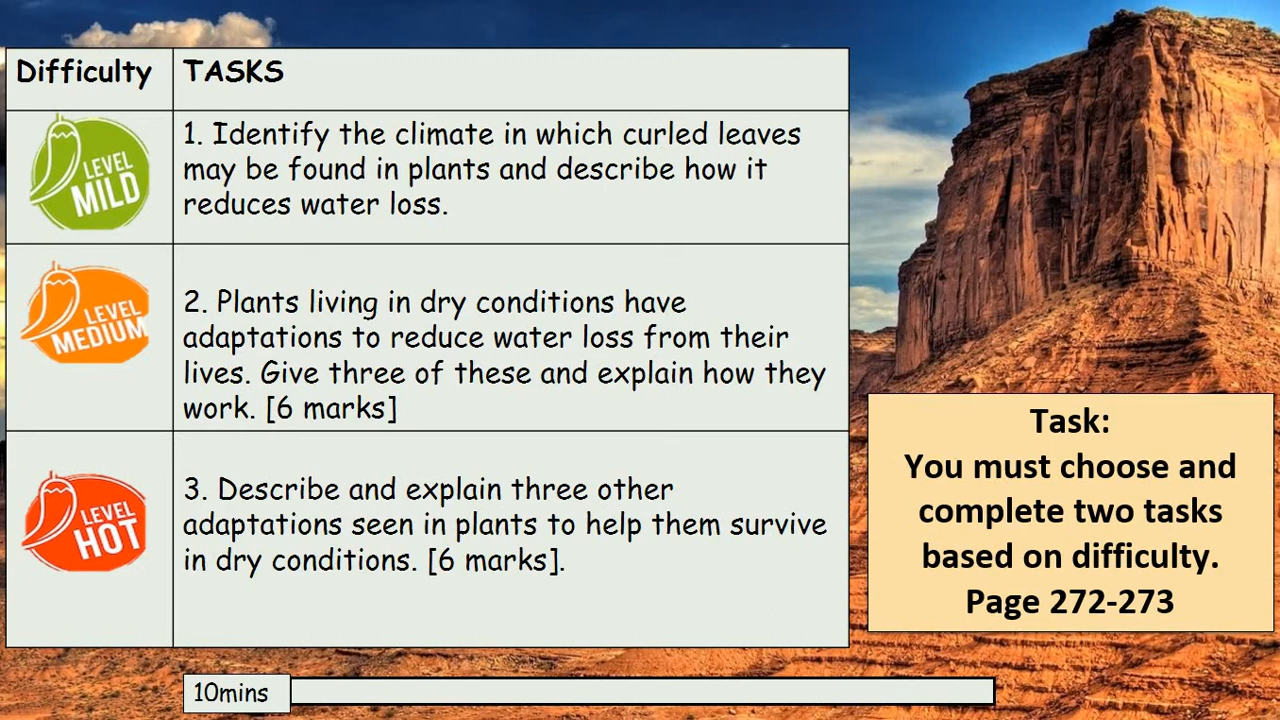 Difficulty
TASKS
LEVEL
MILD
1. Identify the climate in which curled leaves
may be found in plants and describe how it
reduces water loss.
LEVEL
MEDIUM
2. Plants living in dry conditions have
adaptations to reduce water loss from their
lives. Give three of these and explain how they
work. [6 marks]
LEVEL
HOT
3. Describe and explain three other
adaptations seen in plants to help them survive
in dry conditions. [6 marks].
Task:
You must choose and
complete two tasks
based on difficulty.
Page 272-273
10mins